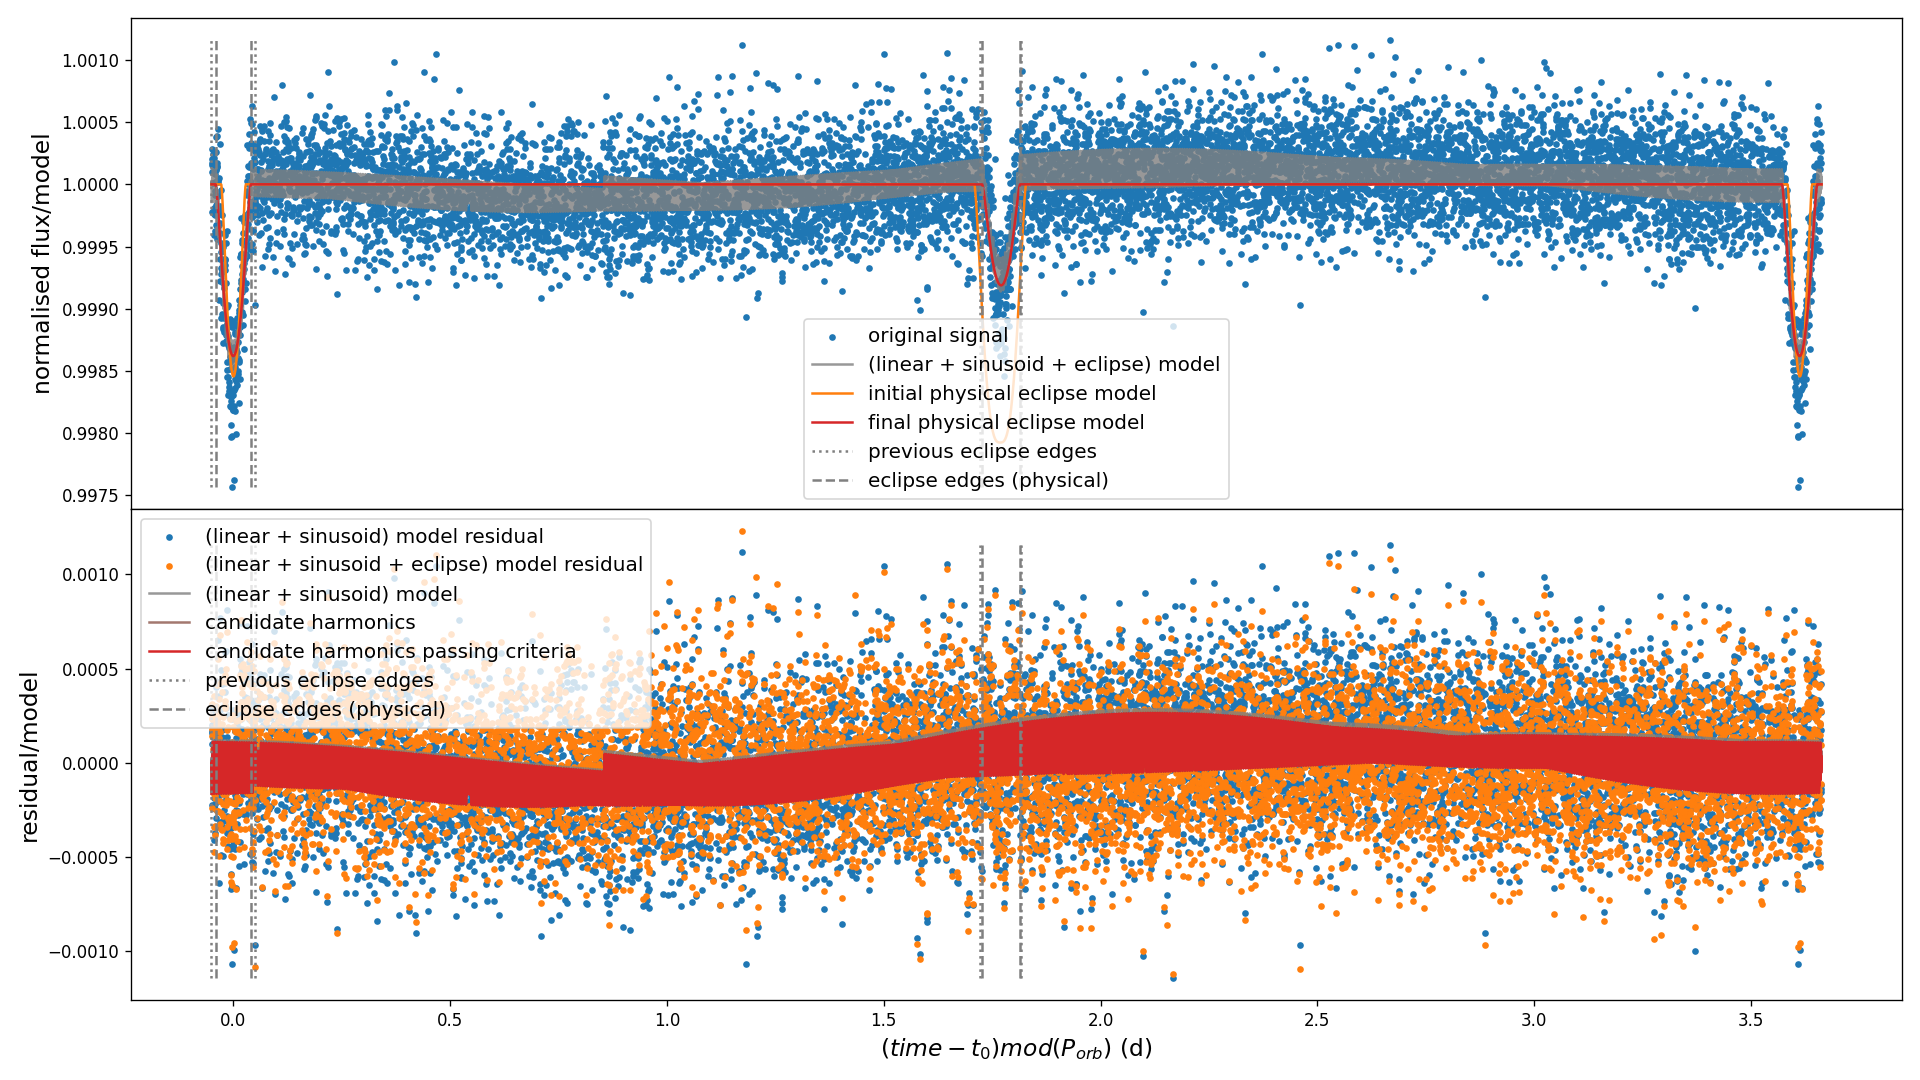 1.0010
1.0005
1.0000
0.9995
0.9990
0.9985
0.9980
0.9975
normalised flux/model
original signal
(linear + sinusoid + eclipse) model
initial physical eclipse model
final physical eclipse model
previous eclipse edges
eclipse edges (physical)
(linear + sinusoid) model residual
(linear + sinusoid + eclipse) model residual
(linear + sinusoid) model
candidate harmonics
candidate harmonics passing criteria
previous eclipse edges
eclipse edges (physical)
0.0010
0.0005
0.0000
−0.0005
−0.0010
residual/model
0.0 0.5 1.0 1.5 2.0 2.5 3.0 3.5
(time − t₀)mod(P_orb) (d)